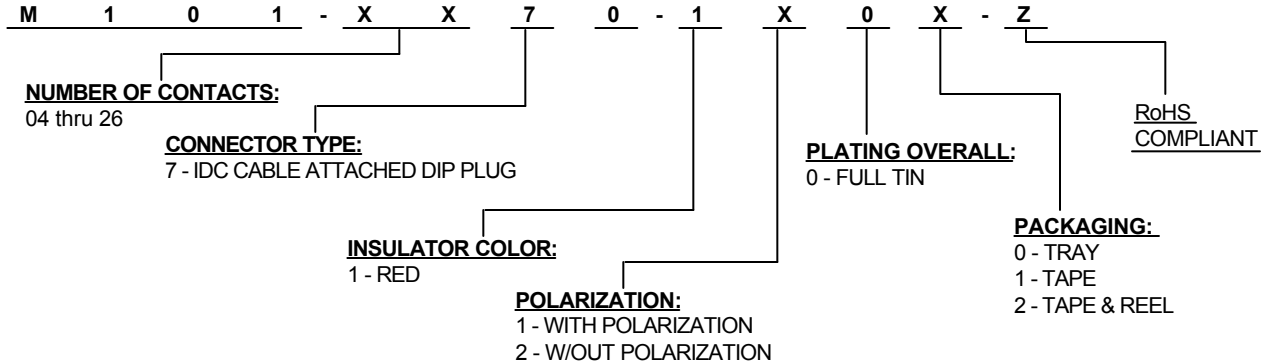 M 1 0 1 - X X 7 0 - 1 X 0 X - Z
NUMBER OF CONTACTS:
04 thru 26
CONNECTOR TYPE:
7 - IDC CABLE ATTACHED DIP PLUG
INSULATOR COLOR:
1 - RED
POLARIZATION:
1 - WITH POLARIZATION
2 - W/OUT POLARIZATION
PLATING OVERALL:
0 - FULL TIN
PACKAGING:
0 - TRAY
1 - TAPE
2 - TAPE & REEL
RoHS
COMPLIANT